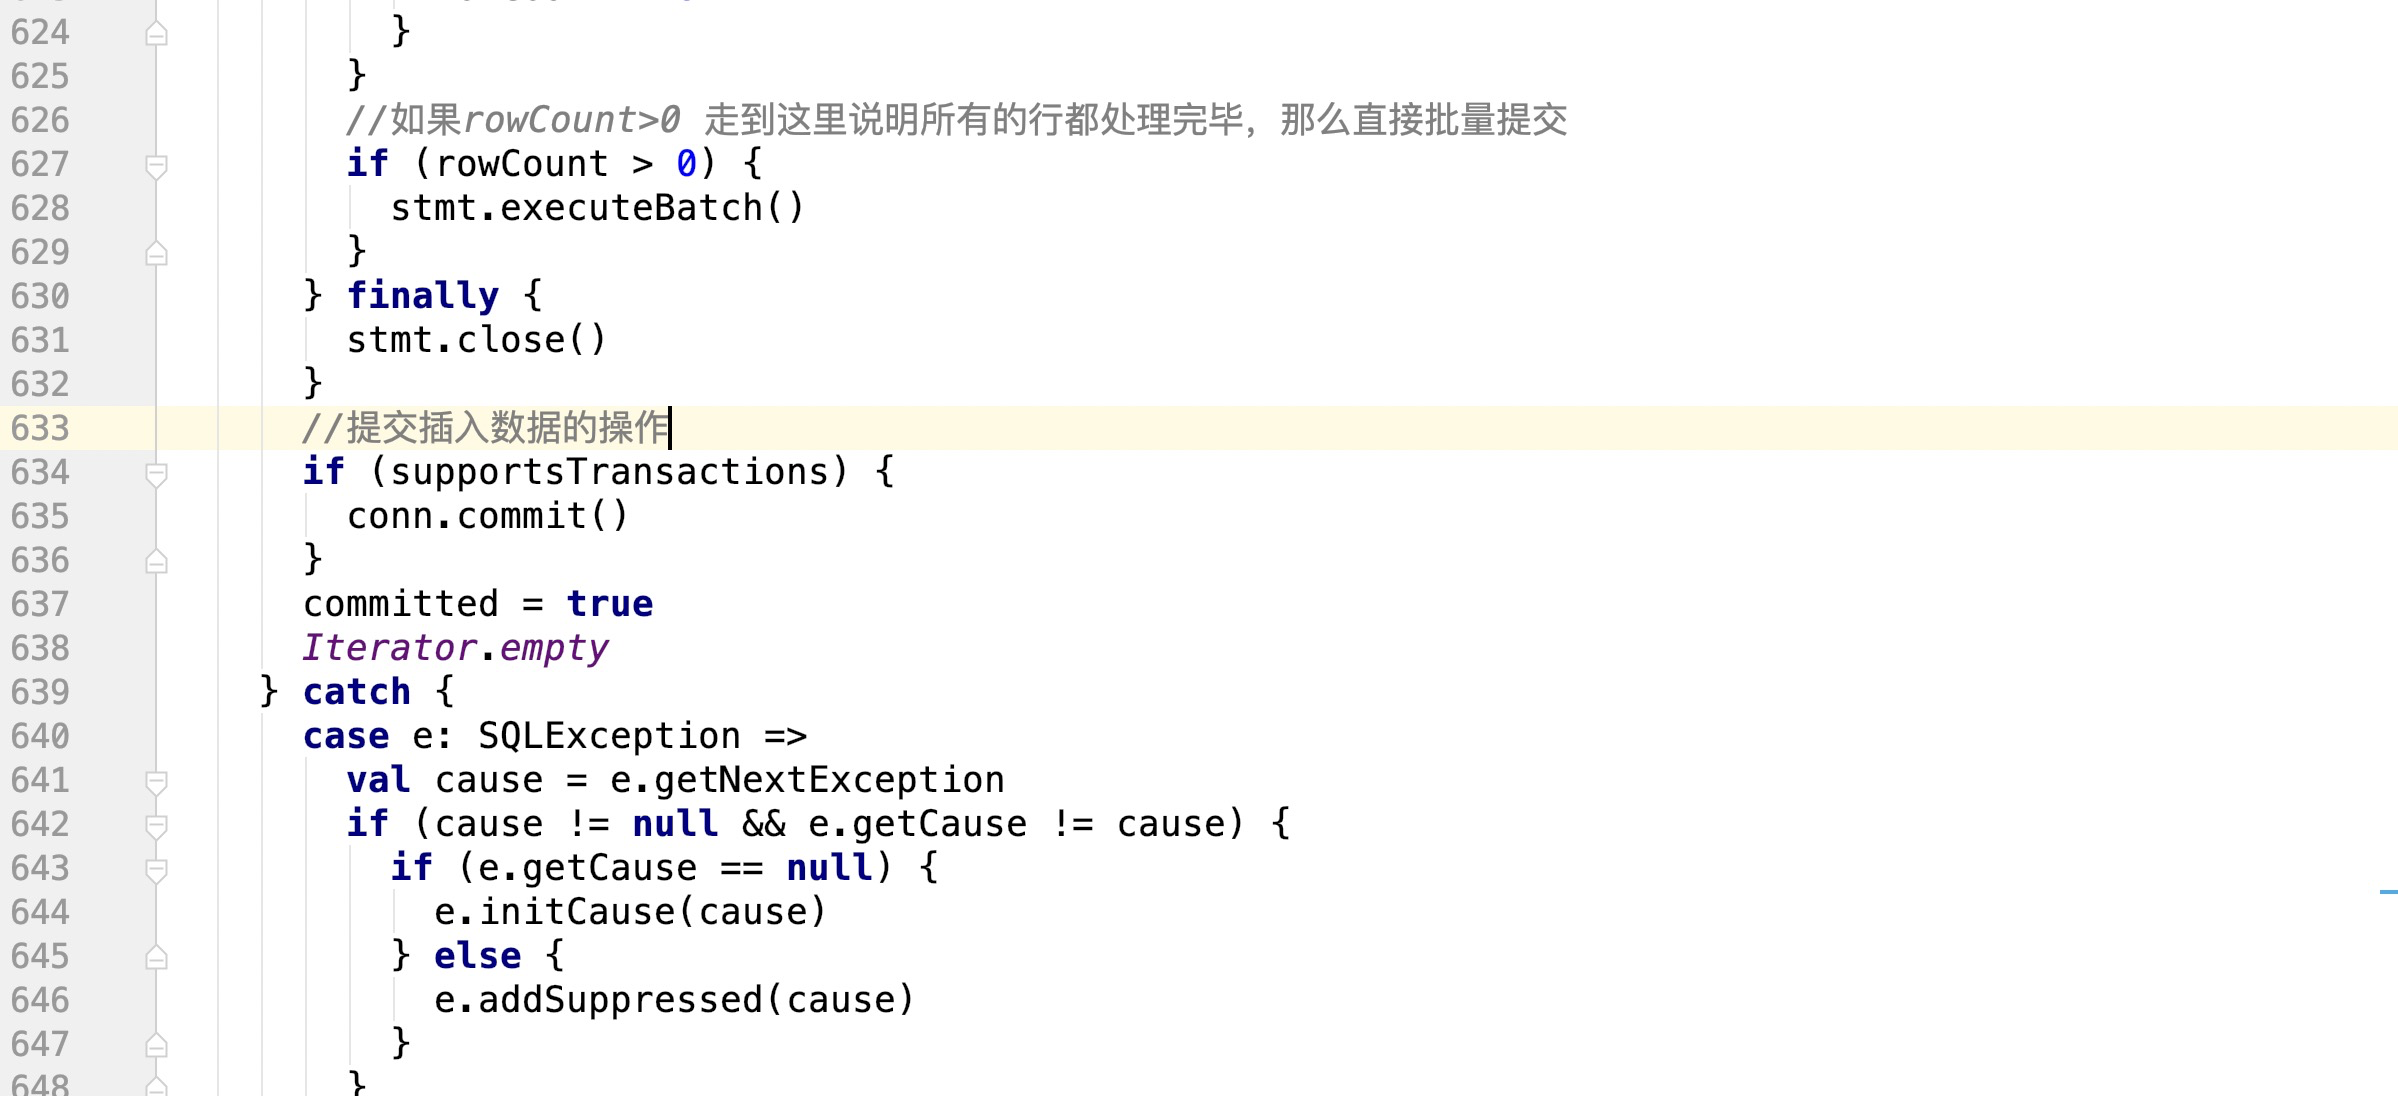 624 }
625 }
626 //如果rowCount>0 走到这里说明所有的行都处理完毕，那么直接批量提交
627 if (rowCount > 0) {
628 stmt.executeBatch()
629 }
630 } finally {
631 stmt.close()
632 }
633 //提交插入数据的操作
634 if (supportsTransactions) {
635 conn.commit()
636 }
637 committed = true
638 Iterator.empty
639 } catch {
640 case e: SQLException =>
641 val cause = e.getNextException
642 if (cause != null && e.getCause != cause) {
643 if (e.getCause == null) {
644 e.initCause(cause)
645 } else {
646 e.addSuppressed(cause)
647 }
648 }